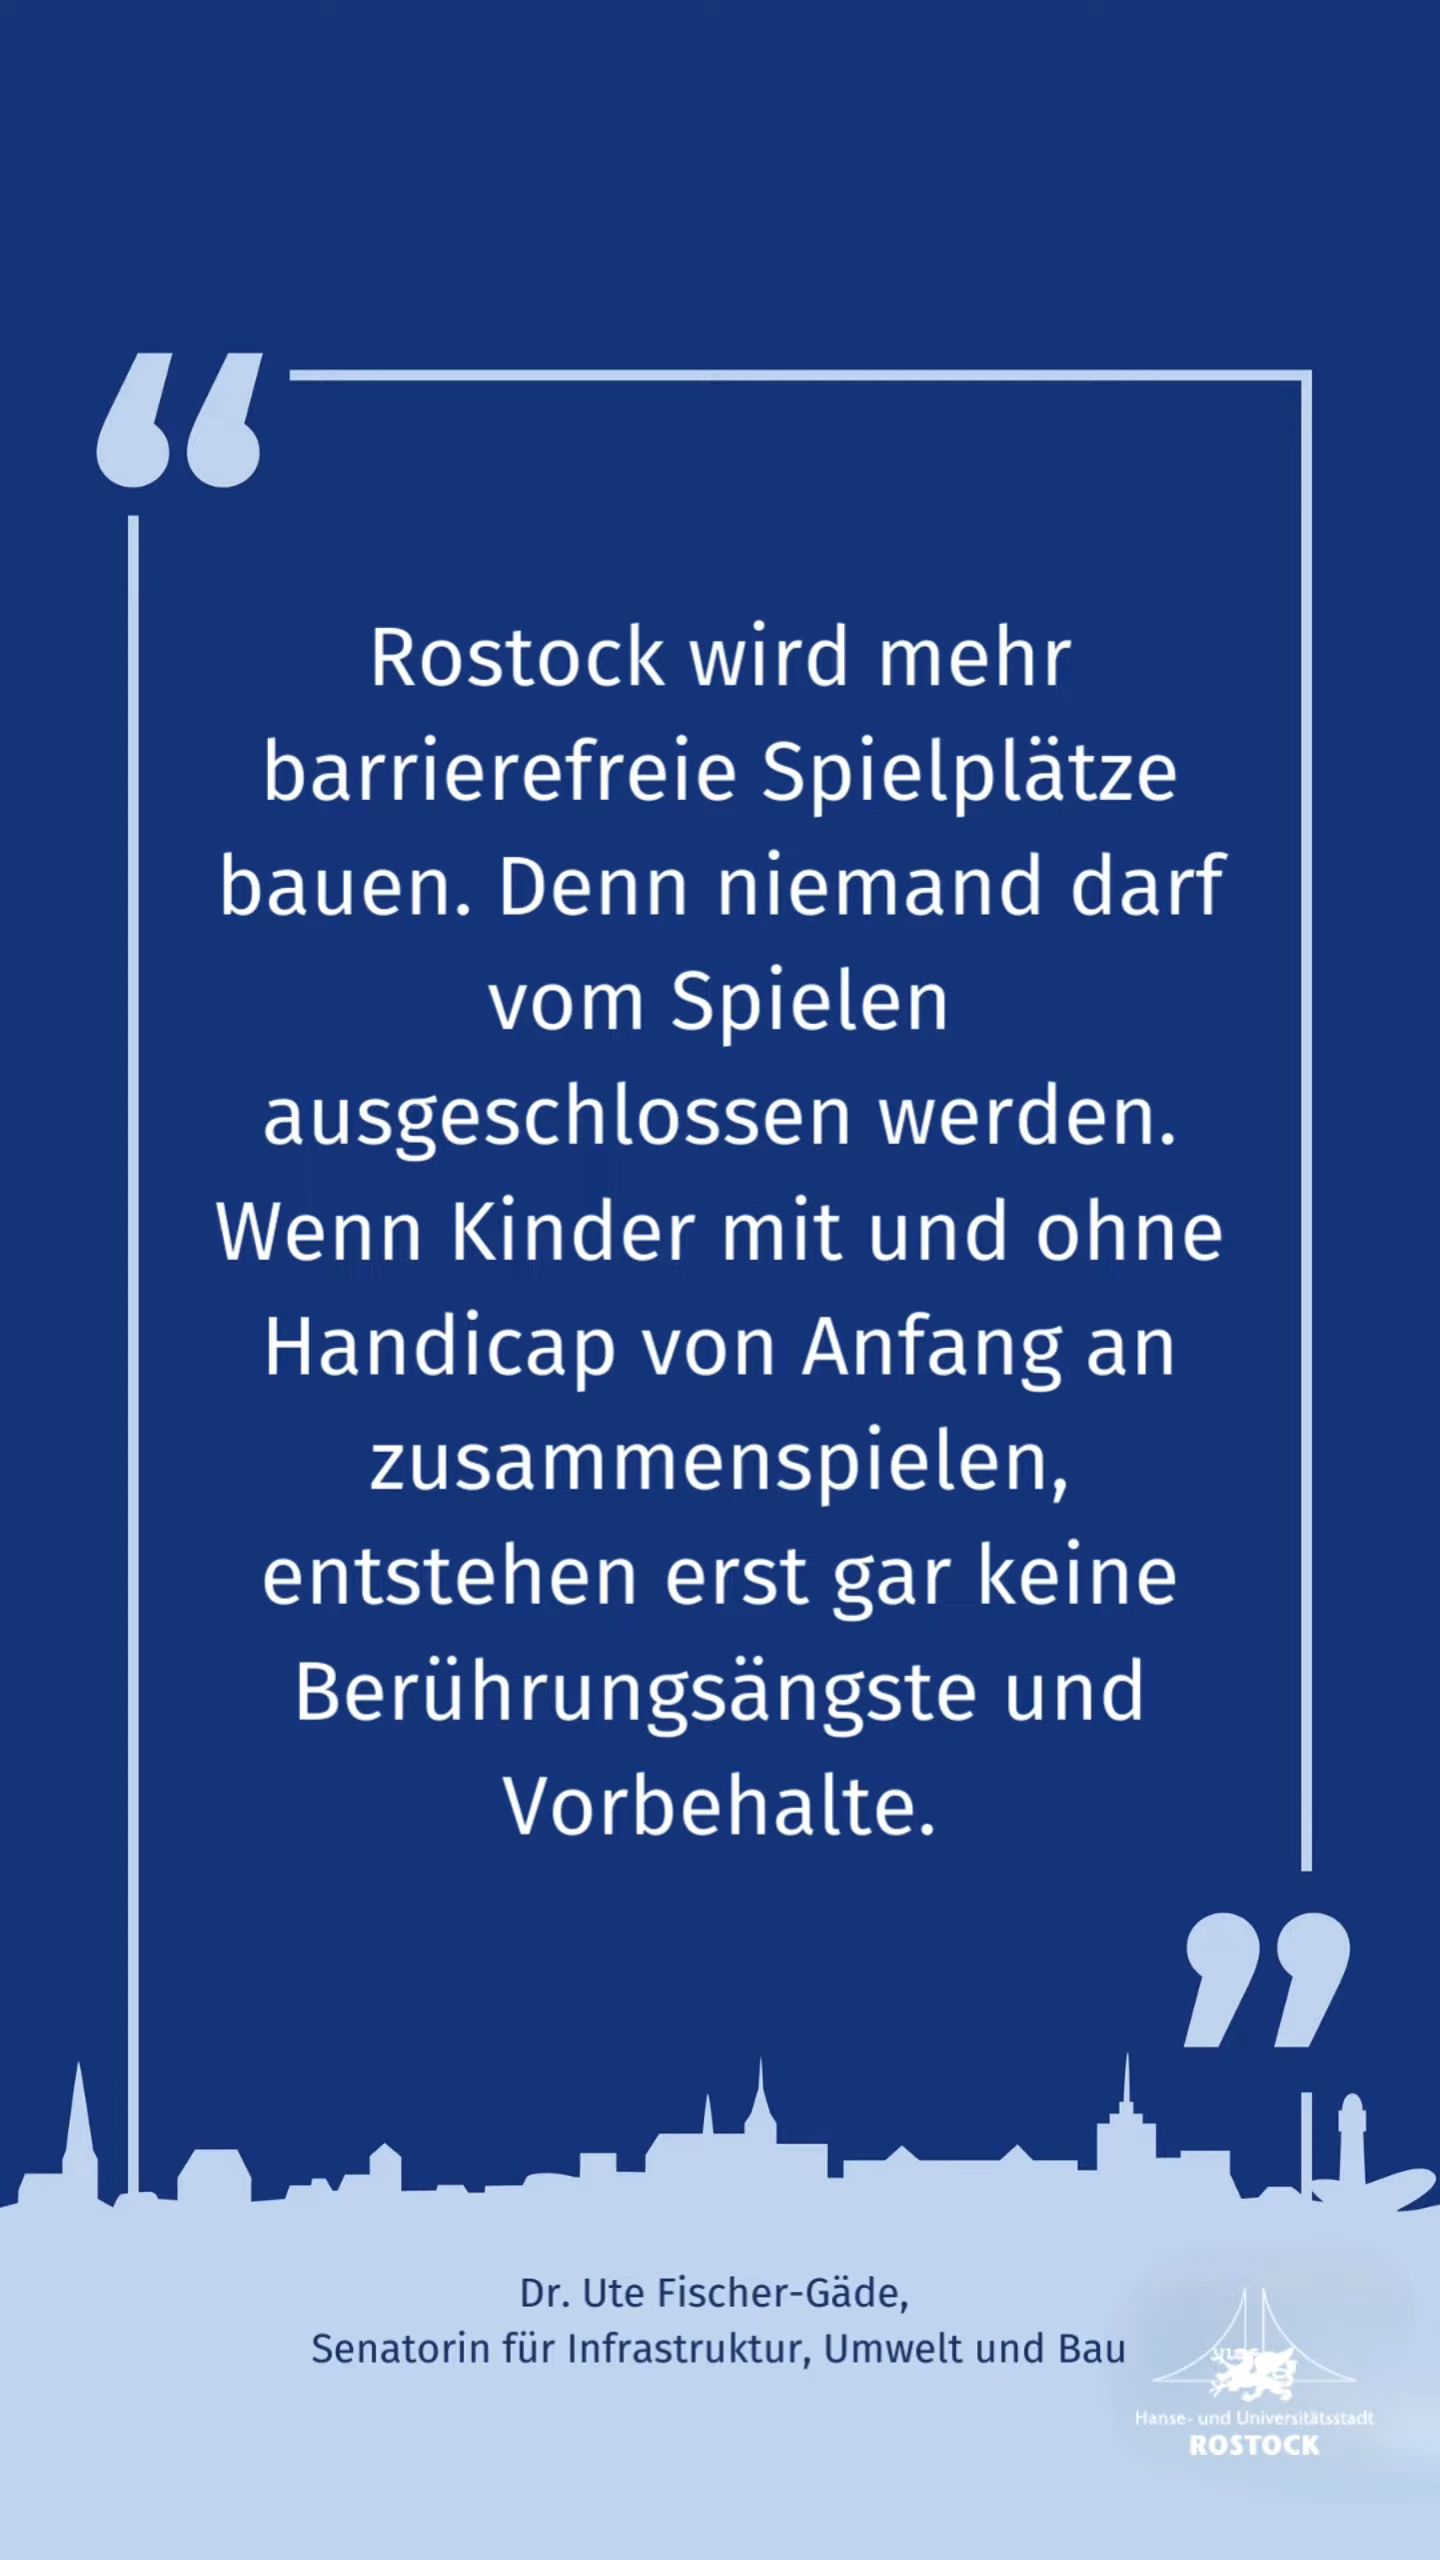 “
Rostock wird mehr
barrierefreie Spielplätze
bauen. Denn niemand darf
vom Spielen
ausgeschlossen werden.
Wenn Kinder mit und ohne
Handicap von Anfang an
zusammenspielen,
entstehen erst gar keine
Berührungsängste und
Vorbehalte.
”
Dr. Ute Fischer-Gäde,
Senatorin für Infrastruktur, Umwelt und Bau
Hanse- und Universitätsstadt
ROSTOCK